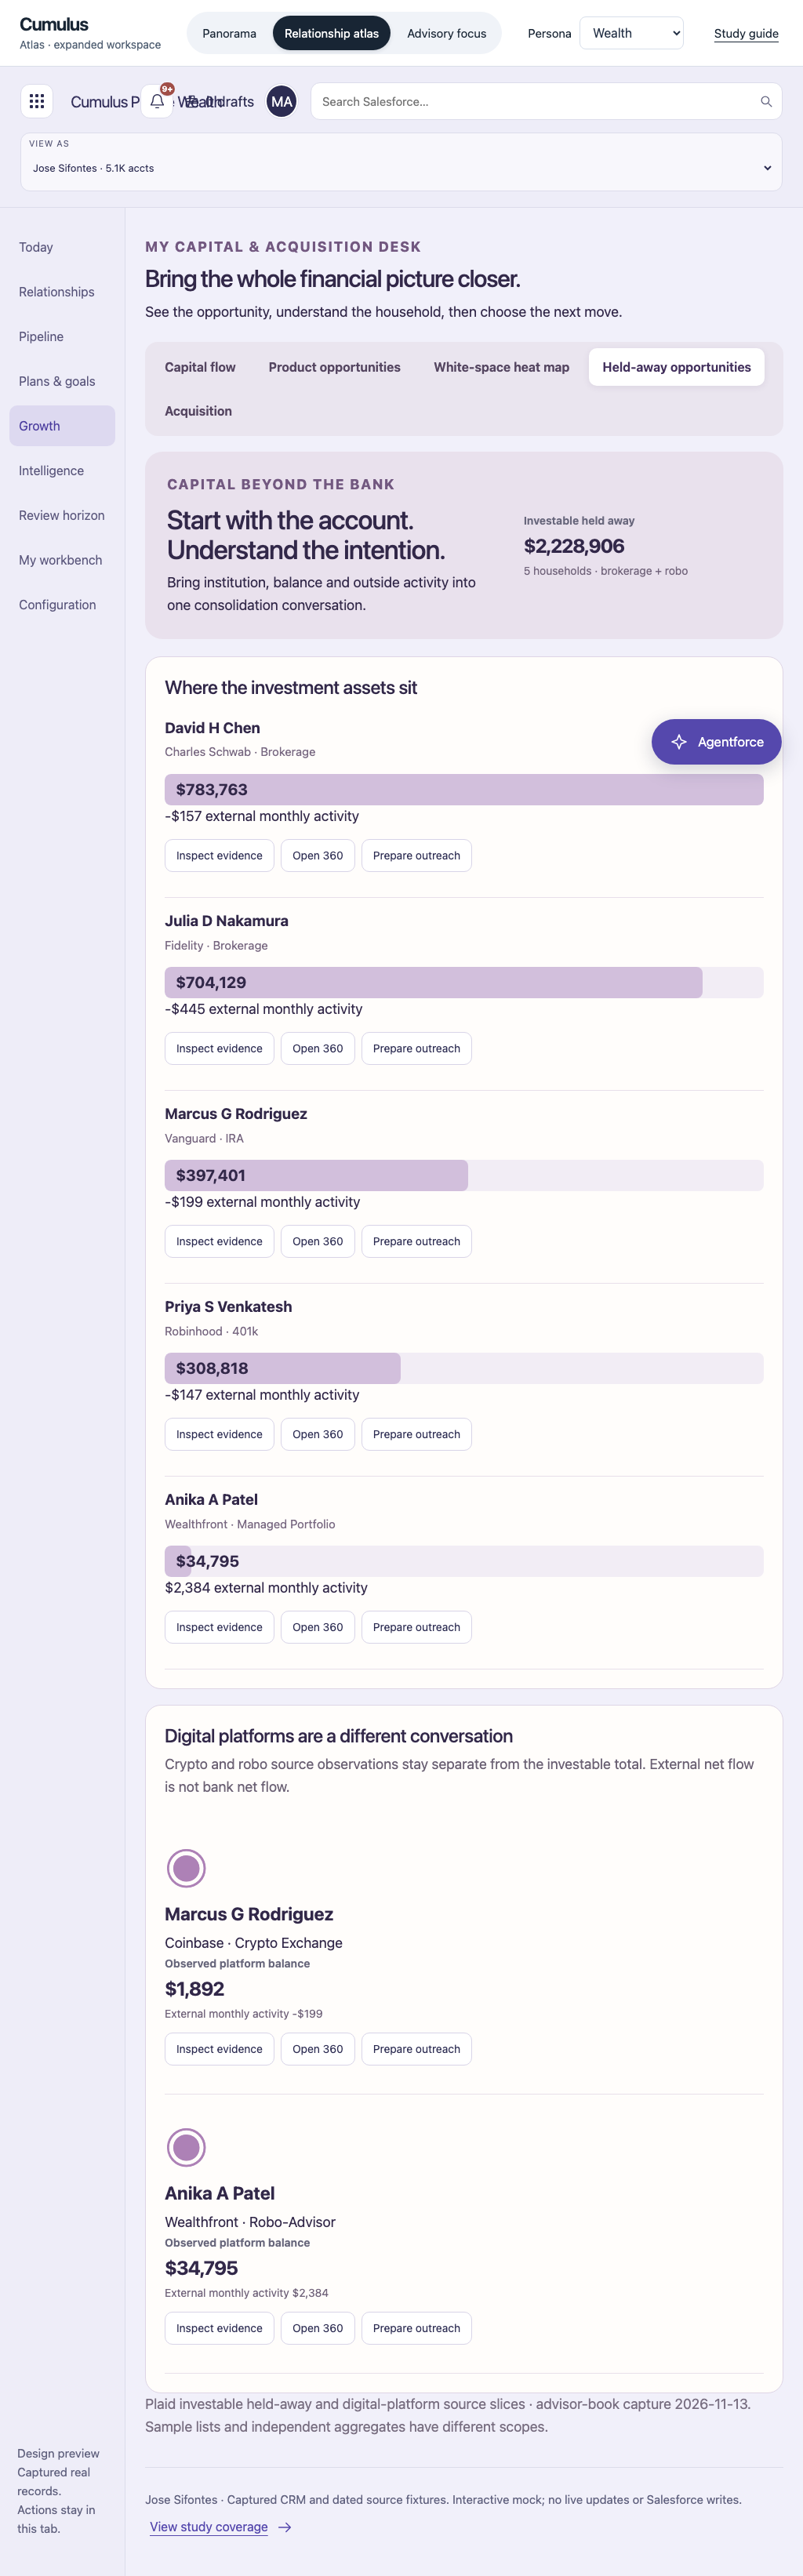 Cumulus
Atlas · expanded workspace
Panorama
Relationship atlas
Advisory focus
Persona
Wealth
Study guide
Cumulus P
Wealth
9+
drafts
MA
Search Salesforce...
VIEW AS
Jose Sifontes · 5.1K accts
Today
Relationships
Pipeline
Plans & goals
Growth
Intelligence
Review horizon
My workbench
Configuration
MY CAPITAL & ACQUISITION DESK
Bring the whole financial picture closer.
See the opportunity, understand the household, then choose the next move.
Capital flow
Product opportunities
White-space heat map
Held-away opportunities
Acquisition
CAPITAL BEYOND THE BANK
Start with the account.
Understand the intention.
Bring institution, balance and outside activity into
one consolidation conversation.
Investable held away
$2,228,906
5 households · brokerage + robo
Where the investment assets sit
David H Chen
Charles Schwab · Brokerage
Agentforce
$783,763
-$157 external monthly activity
Inspect evidence
Open 360
Prepare outreach
Julia D Nakamura
Fidelity · Brokerage
$704,129
-$445 external monthly activity
Inspect evidence
Open 360
Prepare outreach
Marcus G Rodriguez
Vanguard · IRA
$397,401
-$199 external monthly activity
Inspect evidence
Open 360
Prepare outreach
Priya S Venkatesh
Robinhood · 401k
$308,818
-$147 external monthly activity
Inspect evidence
Open 360
Prepare outreach
Anika A Patel
Wealthfront · Managed Portfolio
$34,795
$2,384 external monthly activity
Inspect evidence
Open 360
Prepare outreach
Digital platforms are a different conversation
Crypto and robo source observations stay separate from the investable total. External net flow
is not bank net flow.
Marcus G Rodriguez
Coinbase · Crypto Exchange
Observed platform balance
$1,892
External monthly activity -$199
Inspect evidence
Open 360
Prepare outreach
Anika A Patel
Wealthfront · Robo-Advisor
Observed platform balance
$34,795
External monthly activity $2,384
Inspect evidence
Open 360
Prepare outreach
Plaid investable held-away and digital-platform source slices · advisor-book capture 2026-11-13.
Sample lists and independent aggregates have different scopes.
Design preview
Captured real
records.
Actions stay in
this tab.
Jose Sifontes · Captured CRM and dated source fixtures. Interactive mock; no live updates or Salesforce writes.
View study coverage